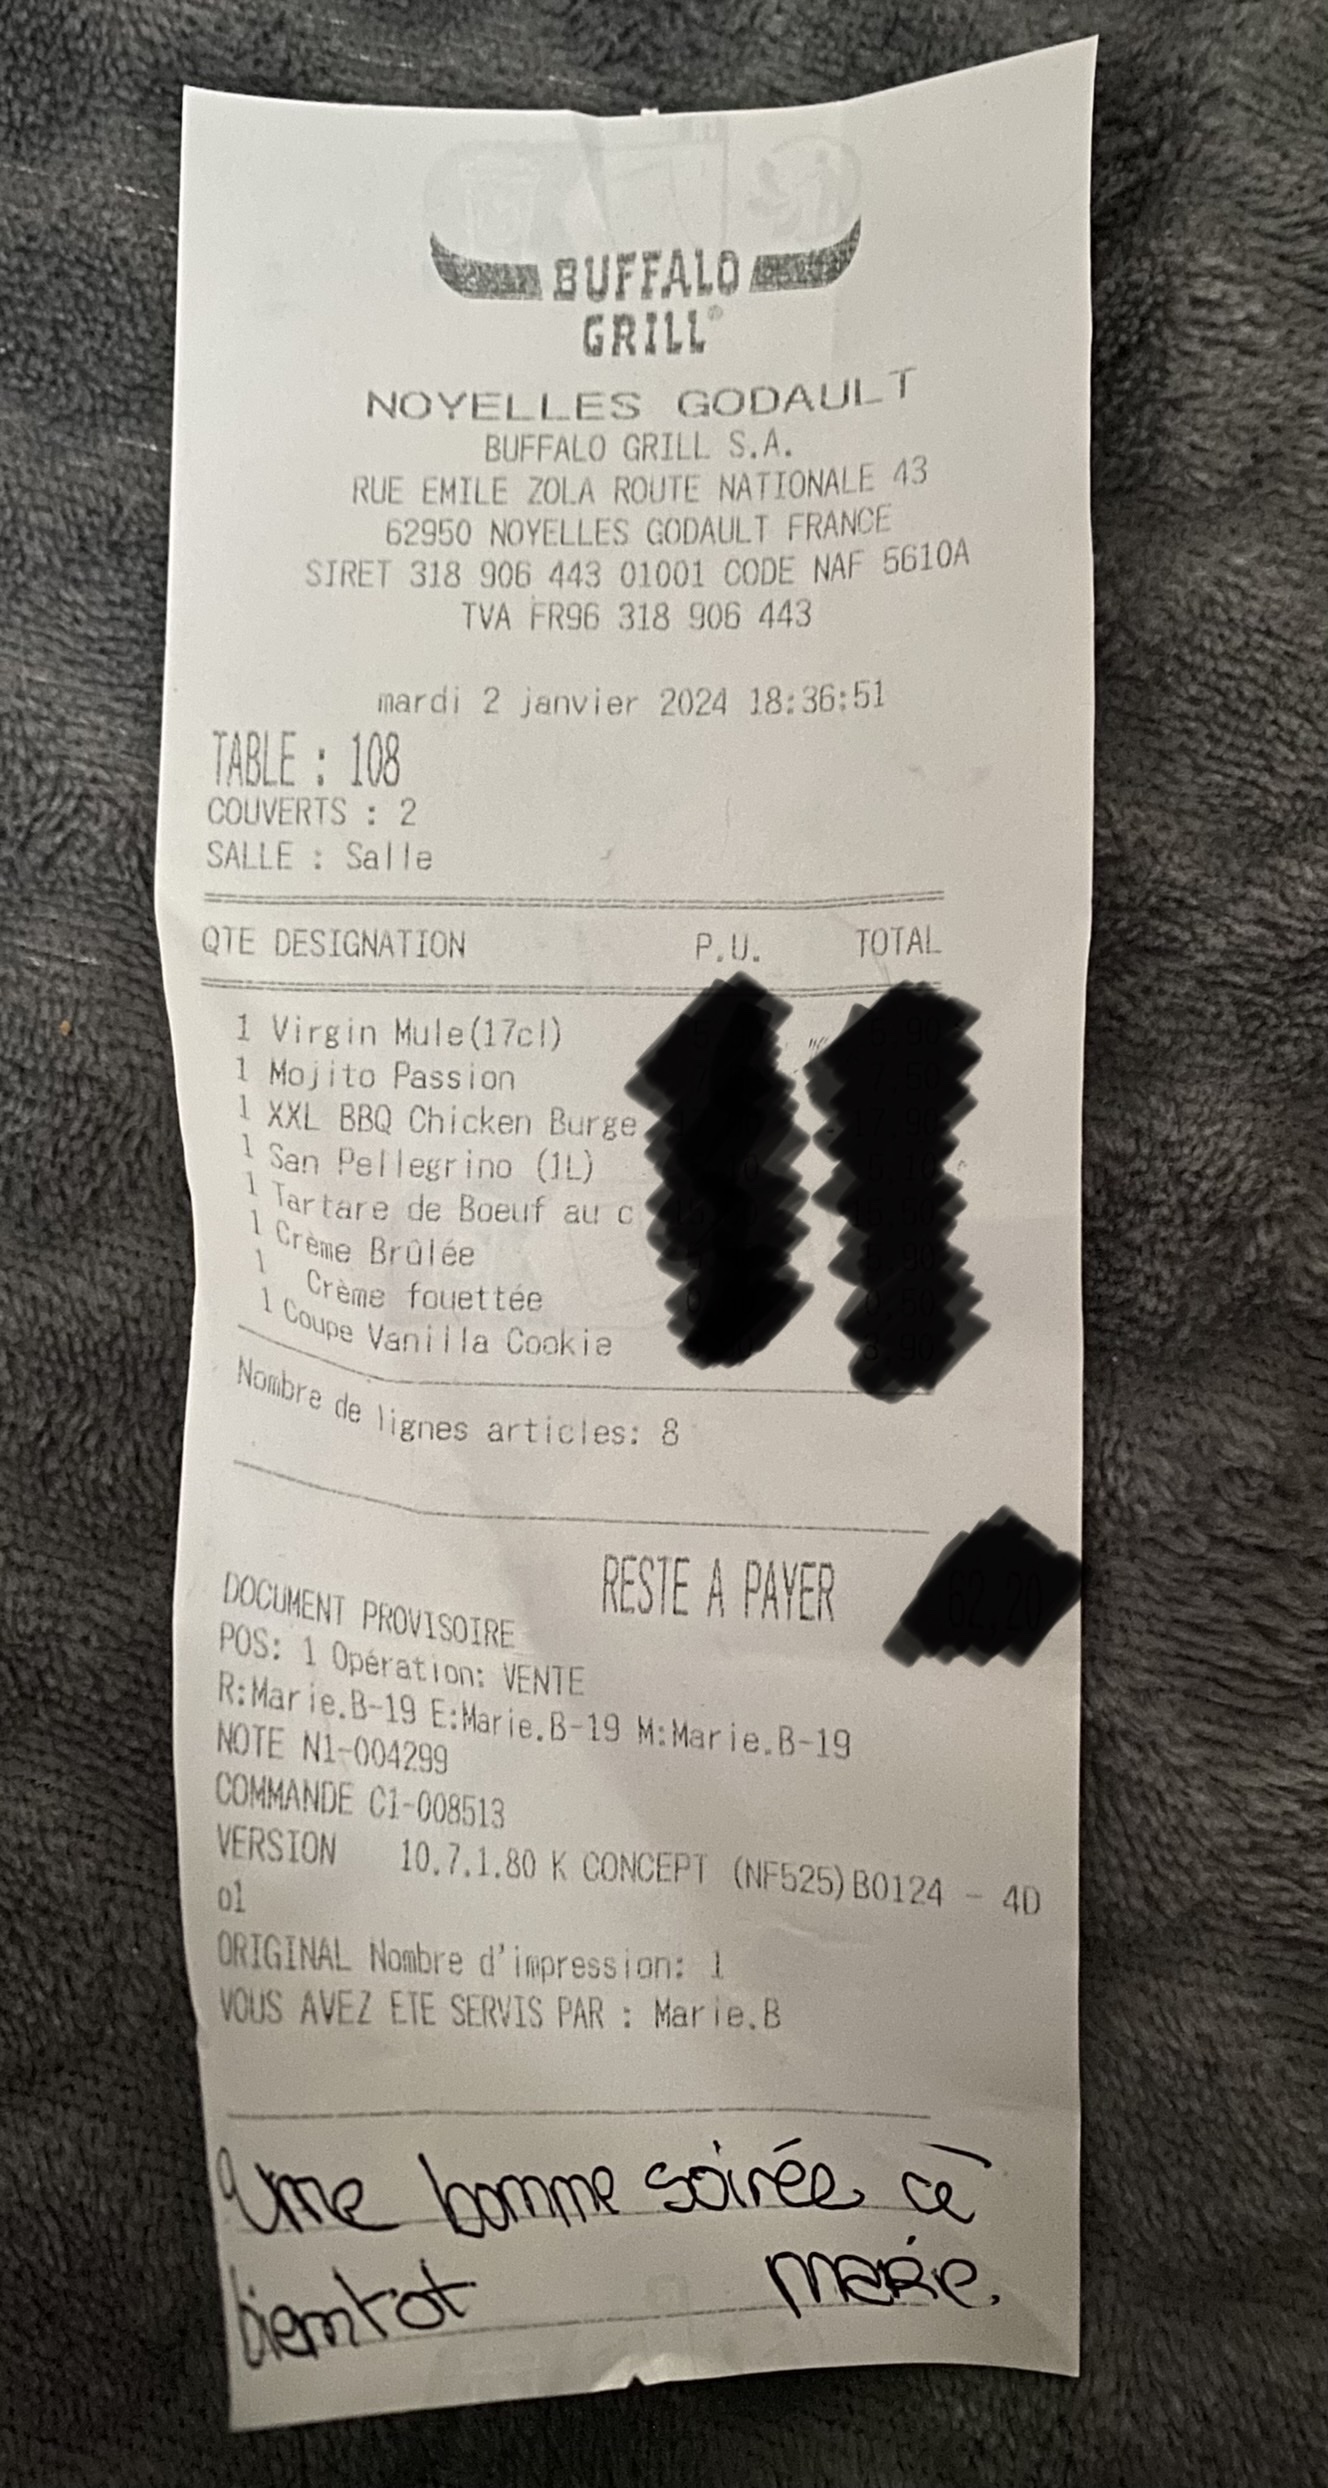 BUFFALO
GRILL®
NOYELLES GODAULT
BUFFALO GRILL S.A.
RUE EMILE ZOLA ROUTE NATIONALE 43
62950 NOYELLES GODAULT FRANCE
SIRET 318 906 443 01001 CODE NAF 5610A
TVA FR96 318 906 443
mardi 2 janvier 2024 18:36:51
TABLE : 108
COUVERTS : 2
SALLE : Salle
QTE DESIGNATION P.U. TOTAL
1 Virgin Mule(17cl)
1 Mojito Passion
1 XXL BBQ Chicken Burge
1 San Pellegrino (1L)
1 Tartare de Boeuf au c
1 Crème Brûlée
1 Crème fouettée
1 Coupe Vanilla Cookie
Nombre de lignes articles: 8
RESTE A PAYER
DOCUMENT PROVISOIRE
POS: 1 Opération: VENTE
R:Marie.B-19 E:Marie.B-19 M:Marie.B-19
NOTE N1-004299
COMMANDE C1-008513
VERSION 10.7.1.80 K CONCEPT (NF525)B0124 - 4D
ol
ORIGINAL Nombre d'impression: 1
VOUS AVEZ ETE SERVIS PAR : Marie.B
Une bonne soirée à
bientot Marie.